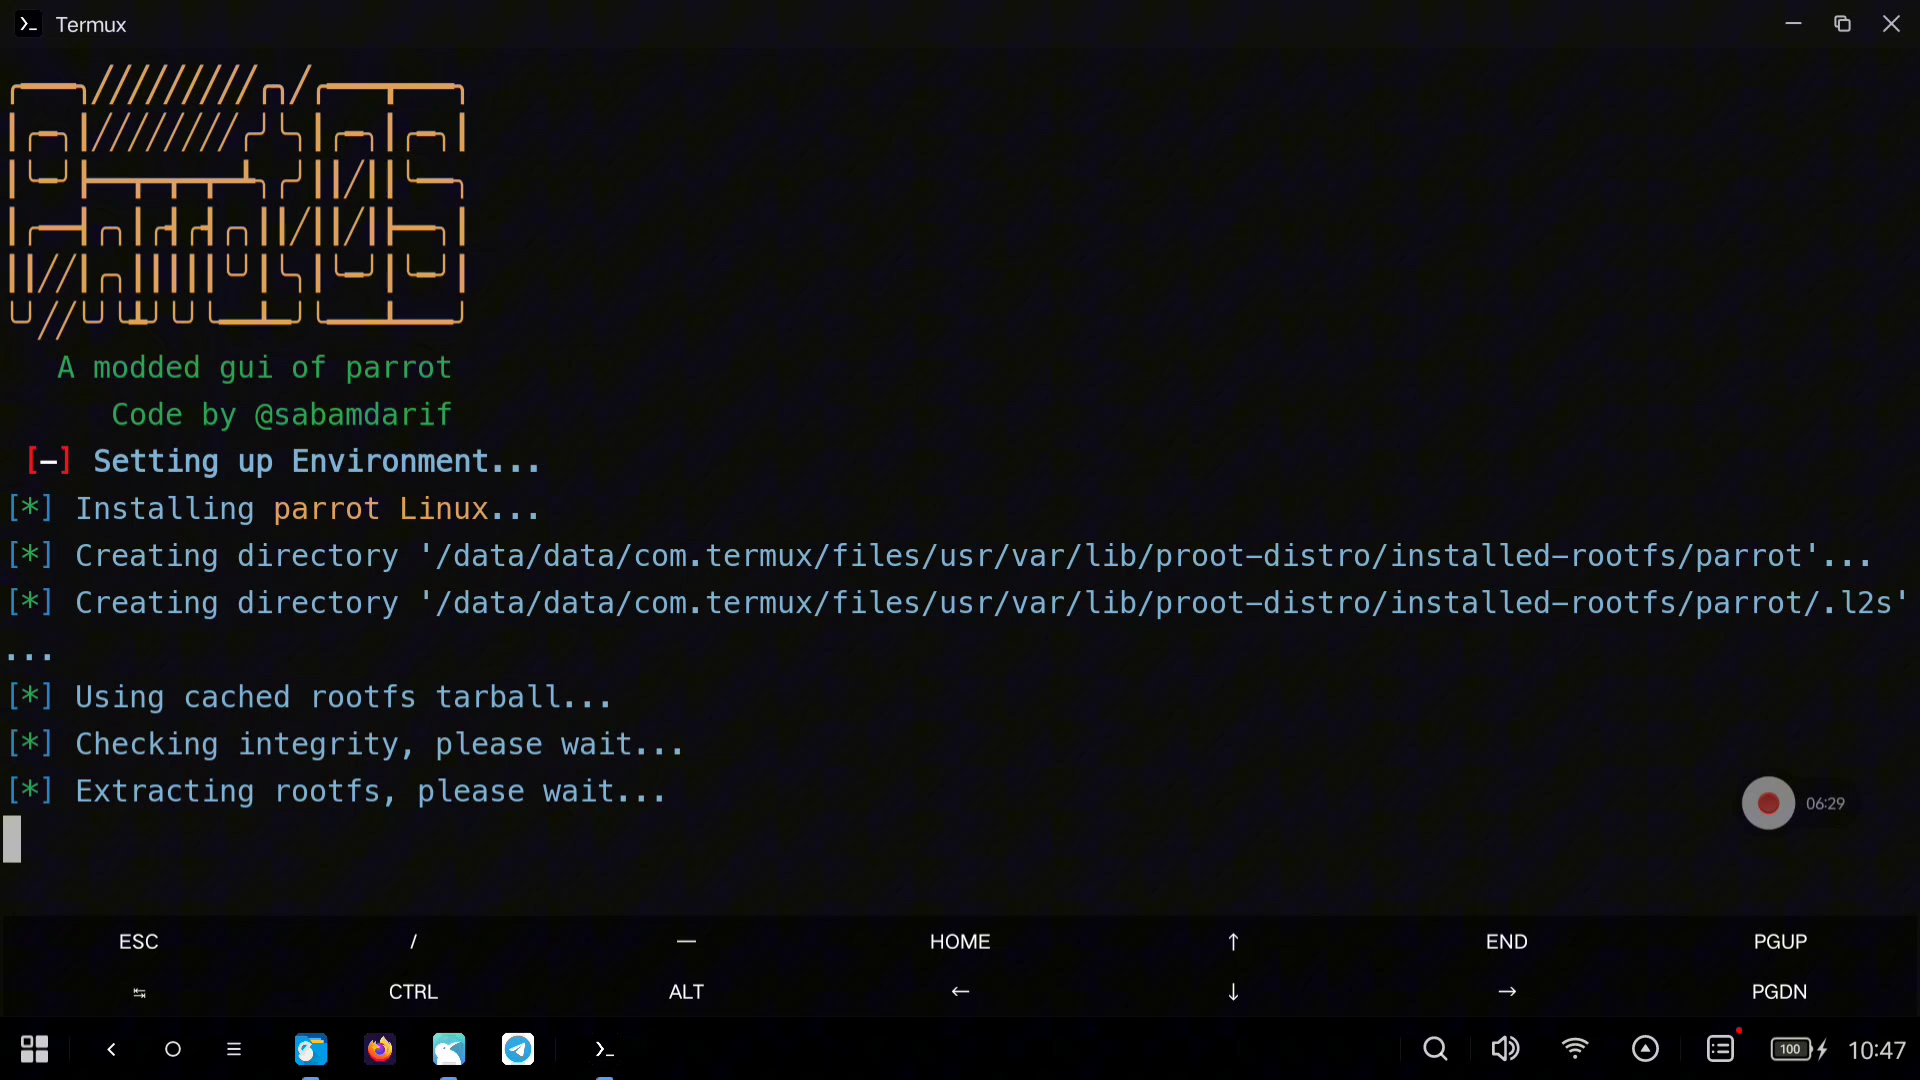 Termux
A modded gui of parrot
Code by @sabamdarif
[—] Setting up Environment...
[*] Installing parrot Linux...
[*] Creating directory '/data/data/com.termux/files/usr/var/lib/proot-distro/installed-rootfs/parrot'...
[*] Creating directory '/data/data/com.termux/files/usr/var/lib/proot-distro/installed-rootfs/parrot/.l2s'
...
[*] Using cached rootfs tarball...
[*] Checking integrity, please wait...
[*] Extracting rootfs, please wait...
06:29
ESC / — HOME ↑ END PGUP
↹ CTRL ALT ← ↓ → PGDN
100 10:47